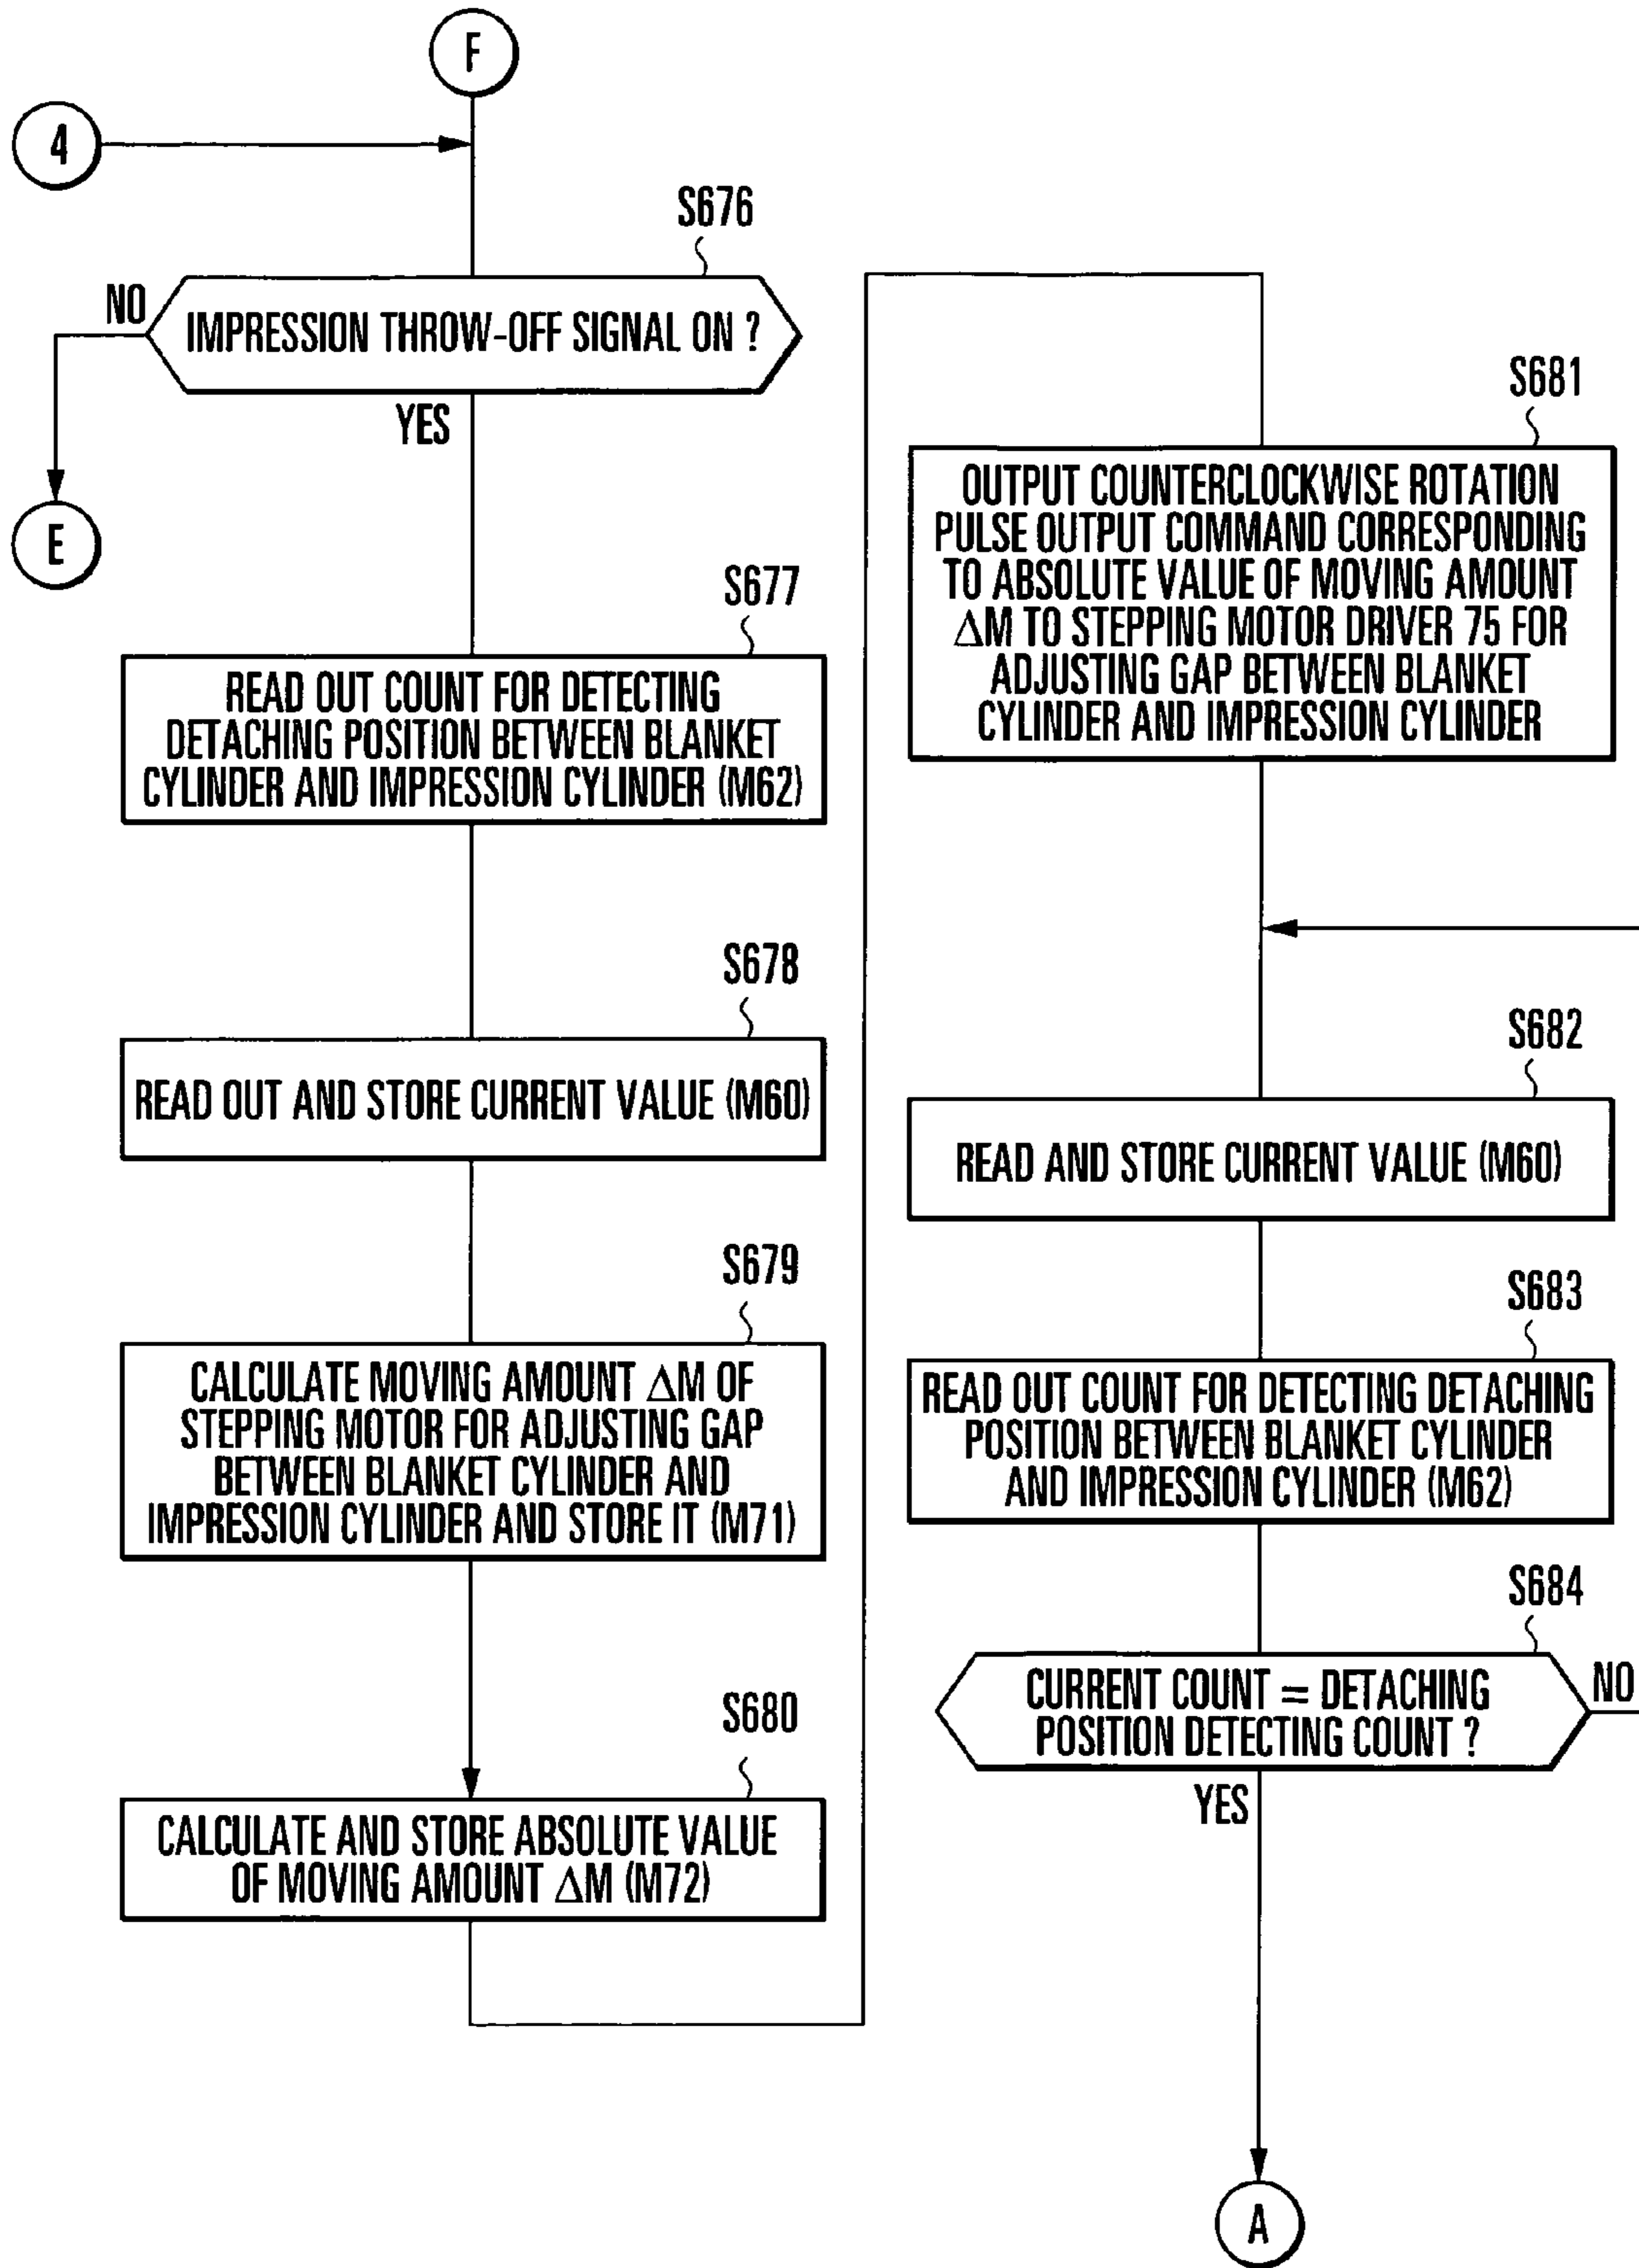 F
4
S676
NO
IMPRESSION THROW-OFF SIGNAL ON ?
YES
E
S677
READ OUT COUNT FOR DETECTING
DETACHING POSITION BETWEEN BLANKET
CYLINDER AND IMPRESSION CYLINDER (M62)
S678
READ OUT AND STORE CURRENT VALUE (M60)
S679
CALCULATE MOVING AMOUNT ΔM OF
STEPPING MOTOR FOR ADJUSTING GAP
BETWEEN BLANKET CYLINDER AND
IMPRESSION CYLINDER AND STORE IT (M71)
S680
CALCULATE AND STORE ABSOLUTE VALUE
OF MOVING AMOUNT ΔM (M72)
S681
OUTPUT COUNTERCLOCKWISE ROTATION
PULSE OUTPUT COMMAND CORRESPONDING
TO ABSOLUTE VALUE OF MOVING AMOUNT
ΔM TO STEPPING MOTOR DRIVER 75 FOR
ADJUSTING GAP BETWEEN BLANKET
CYLINDER AND IMPRESSION CYLINDER
S682
READ AND STORE CURRENT VALUE (M60)
S683
READ OUT COUNT FOR DETECTING DETACHING
POSITION BETWEEN BLANKET CYLINDER
AND IMPRESSION CYLINDER (M62)
S684
CURRENT COUNT = DETACHING
POSITION DETECTING COUNT ?
NO
YES
A